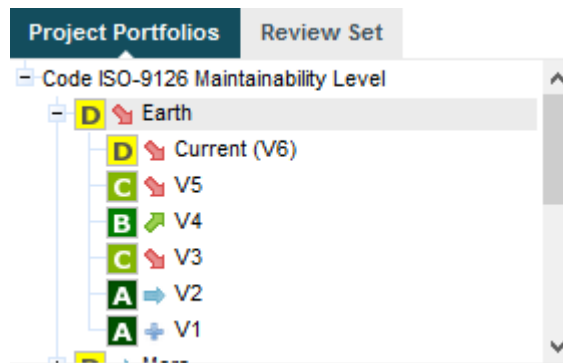 Project Portfolios Review Set
Code ISO-9126 Maintainability Level
D Earth
D Current (V6)
C V5
B V4
C V3
A V2
A V1